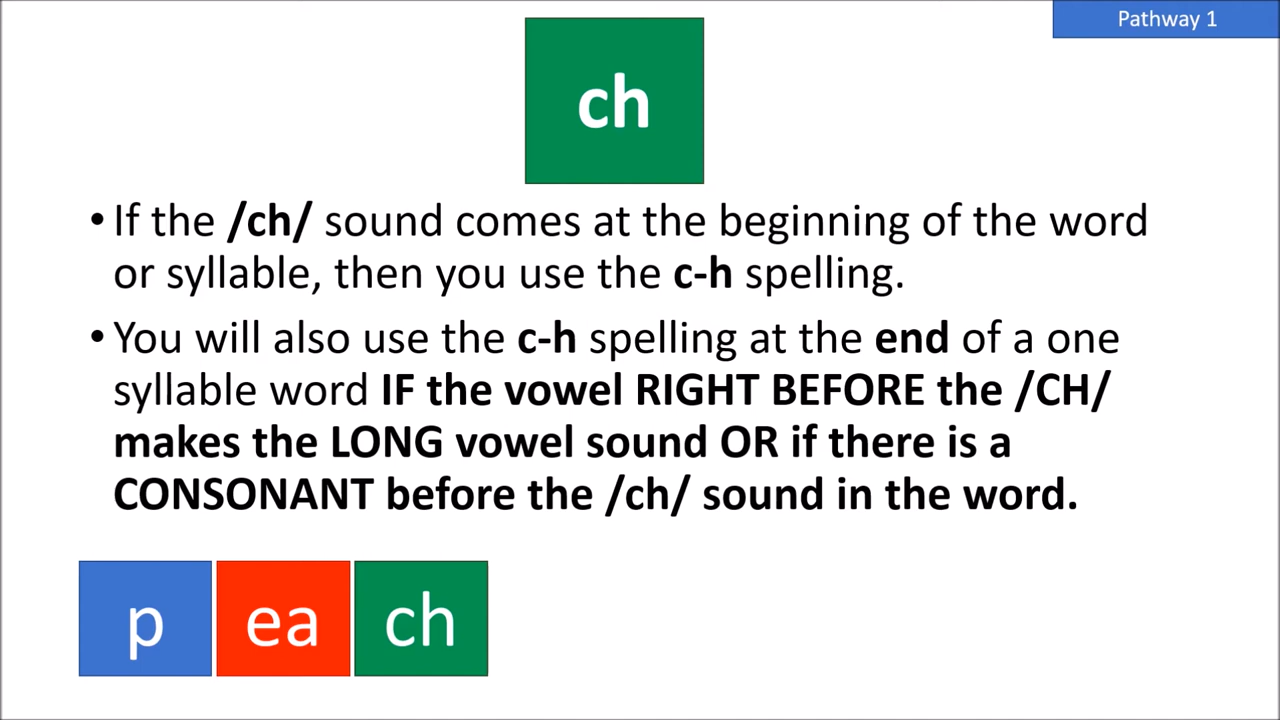 Pathway 1
ch
•If the /ch/ sound comes at the beginning of the word
or syllable, then you use the c-h spelling.
•You will also use the c-h spelling at the end of a one
syllable word IF the vowel RIGHT BEFORE the /CH/
makes the LONG vowel sound OR if there is a
CONSONANT before the /ch/ sound in the word.
p ea ch